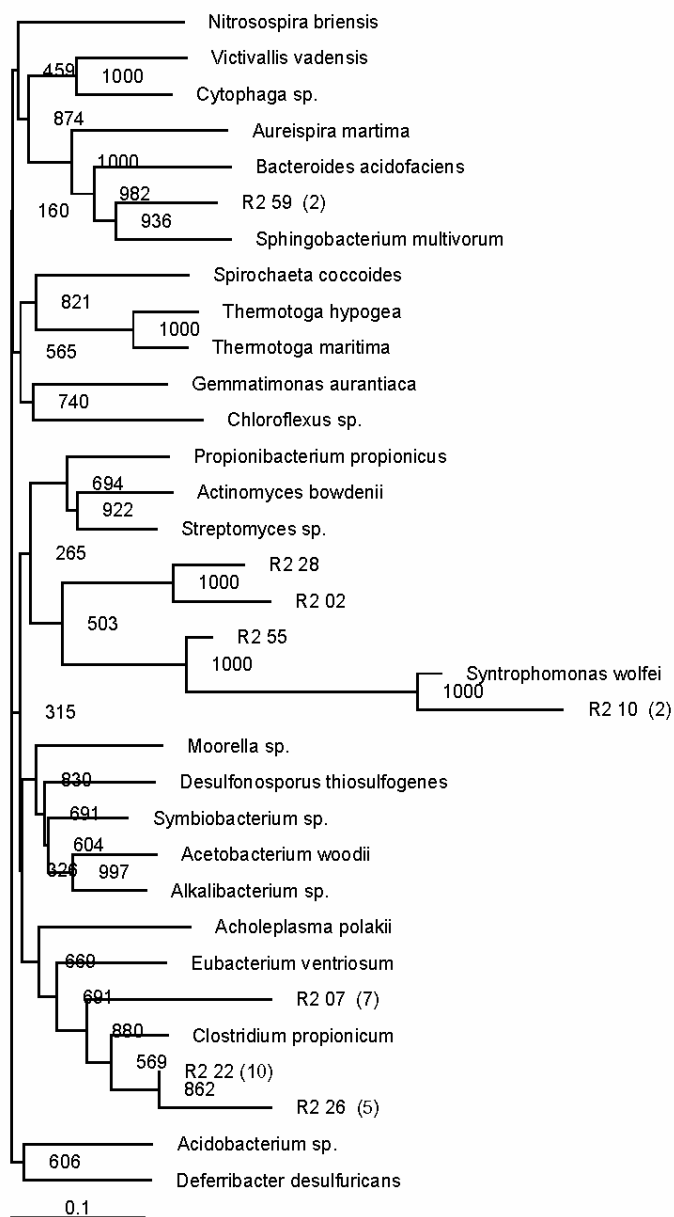 Nitrosospira briensis
Victivallis vadensis
459
1000
Cytophaga sp.
874
Aureispira martima
1000
Bacteroides acidofaciens
982
R2 59 (2)
160
936
Sphingobacterium multivorum
Spirochaeta coccoides
821
Thermotoga hypogea
1000
565
Thermotoga maritima
Gemmatimonas aurantiaca
740
Chloroflexus sp.
Propionibacterium propionicus
694
Actinomyces bowdenii
922
Streptomyces sp.
265
R2 28
1000
R2 02
503
R2 55
1000
Syntrophomonas wolfei
1000
R2 10 (2)
315
Moorella sp.
830
Desulfonosporus thiosulfogenes
691
Symbiobacterium sp.
604
Acetobacterium woodii
326
997
Alkalibacterium sp.
Acholeplasma polakii
669
Eubacterium ventriosum
691
R2 07 (7)
880
Clostridium propionicum
569
R2 22 (10)
862
R2 26 (5)
Acidobacterium sp.
606
Deferribacter desulfuricans
0.1